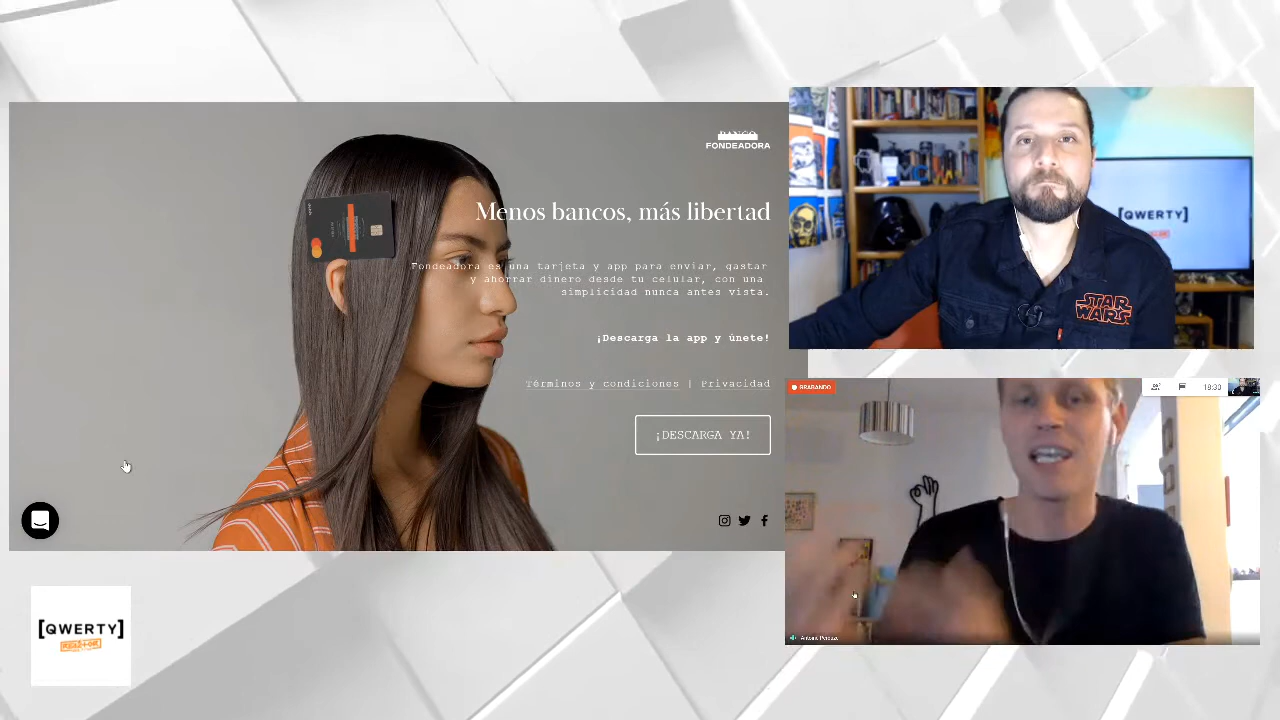 BANCO
FONDEADORA
Menos bancos, más libertad
Fondeadora es una tarjeta y app para enviar, gastar
y ahorrar dinero desde tu celular, con una
simplicidad nunca antes vista.
¡Descarga la app y únete!
Términos y condiciones | Privacidad
¡DESCARGA YA!
[QWERTY]
STAR
WARS
GRABANDO
18:30
[QWERTY]
REACTOR